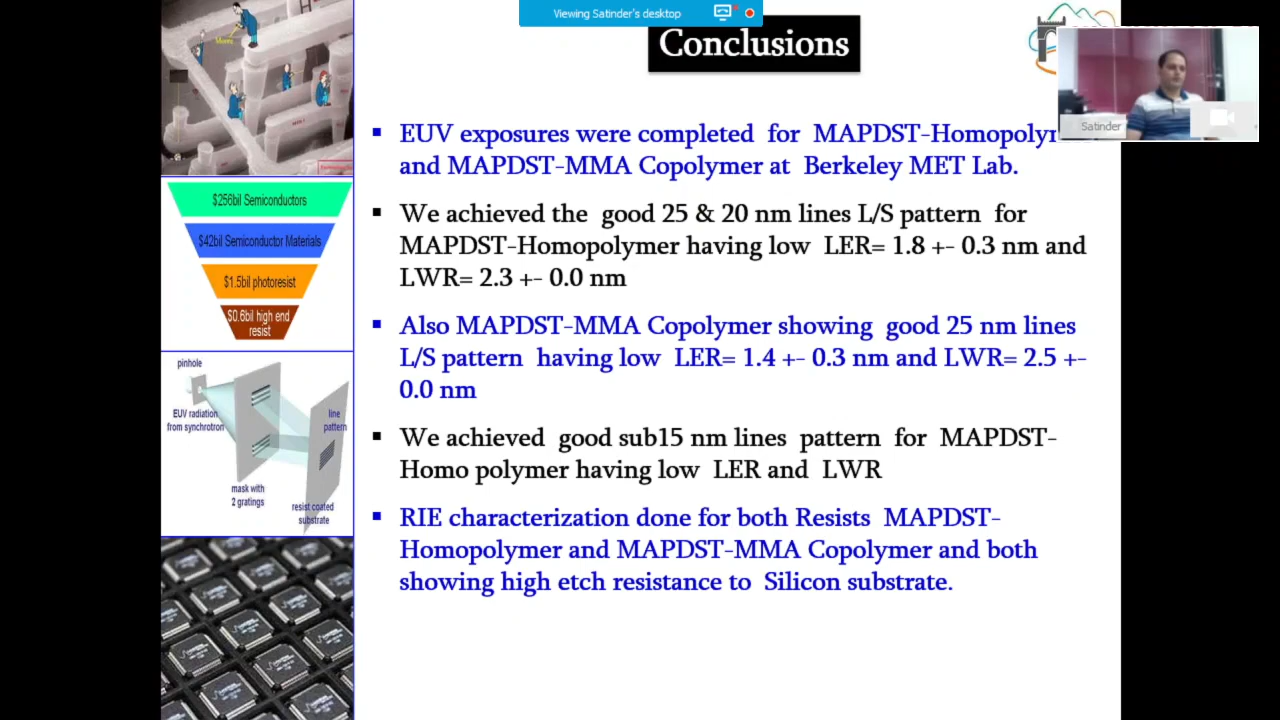 Viewing Satinder's desktop
Conclusions
Satinder
EUV exposures were completed for MAPDST-Homopolyr
and MAPDST-MMA Copolymer at Berkeley MET Lab.
We achieved the good 25 & 20 nm lines L/S pattern for
MAPDST-Homopolymer having low LER= 1.8 +- 0.3 nm and
LWR= 2.3 +- 0.0 nm
Also MAPDST-MMA Copolymer showing good 25 nm lines
L/S pattern having low LER= 1.4 +- 0.3 nm and LWR= 2.5 +-
0.0 nm
We achieved good sub15 nm lines pattern for MAPDST-
Homo polymer having low LER and LWR
RIE characterization done for both Resists MAPDST-
Homopolymer and MAPDST-MMA Copolymer and both
showing high etch resistance to Silicon substrate.
$256bil Semiconductors
$42bil Semiconductor Materials
$1.5bil photoresist
$0.6bil high end
resist
pinhole
EUV radiation
from synchrotron
line
pattern
mask with
2 gratings
resist coated
substrate